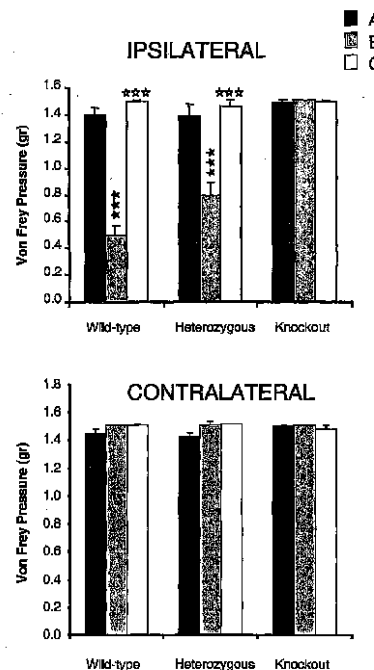 A
B
C
IPSILATERAL
Von Frey Pressure (gr)
1.6
1.4
1.2
1.0
0.8
0.6
0.4
0.2
0.0
☆☆☆
☆☆☆
★★★
★★★
Wild-type
Heterozygous
Knockout
CONTRALATERAL
Von Frey Pressure (gr)
1.8
1.6
1.4
1.2
1.0
0.8
0.6
0.4
0.2
0.0
Wild-type
Heterozygous
Knockout